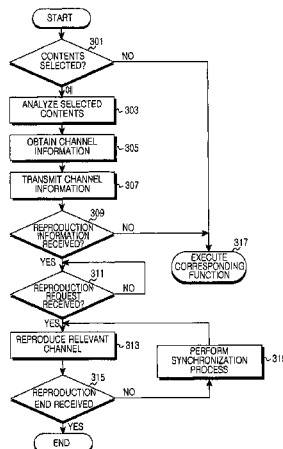 START
301
CONTENTS
SELECTED?
NO
예
ANALYZE SELECTED
CONTENTS
303
OBTAIN CHANNEL
INFORMATION
305
TRANSMIT CHANNEL
INFORMATION
307
309
REPRODUCTION
INFORMATION
RECEIVED?
NO
YES
317
EXECUTE
CORRESPONDING
FUNCTION
311
REPRODUCTION
REQUEST
RECEIVED?
NO
YES
REPRODUCE RELEVANT
CHANNEL
313
PERFORM
SYNCHRONIZATION
PROCESS
315
REPRODUCTION
END RECEIVED
NO
YES
END